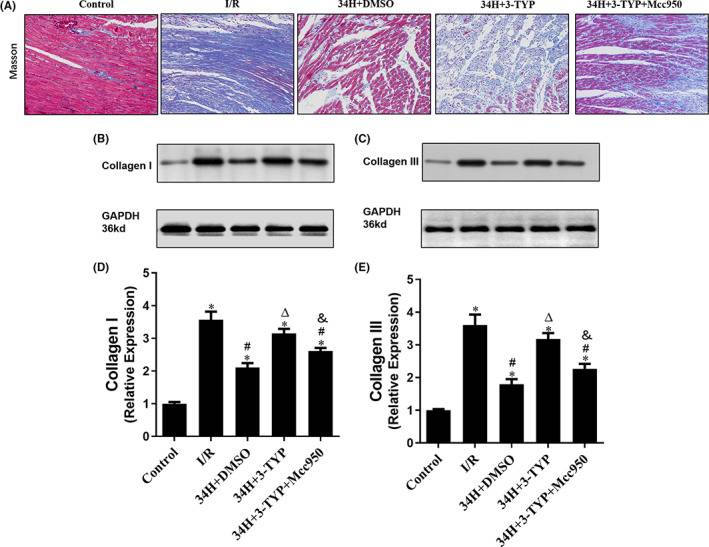 (A)
Control
I/R
34H+DMSO
34H+3-TYP
34H+3-TYP+Mcc950
Masson
(B)
Collagen I
GAPDH
36kd
(C)
Collagen III
GAPDH
36kd
(D)
Collagen I
(Relative Expression)
5
4
3
2
1
0
*
#
*
Δ
*
&
#
*
Control
I/R
34H+DMSO
34H+3-TYP
34H+3-TYP+Mcc950
(E)
Collagen III
(Relative Expression)
5
4
3
2
1
0
*
#
*
Δ
*
&
#
*
Control
I/R
34H+DMSO
34H+3-TYP
34H+3-TYP+Mcc950